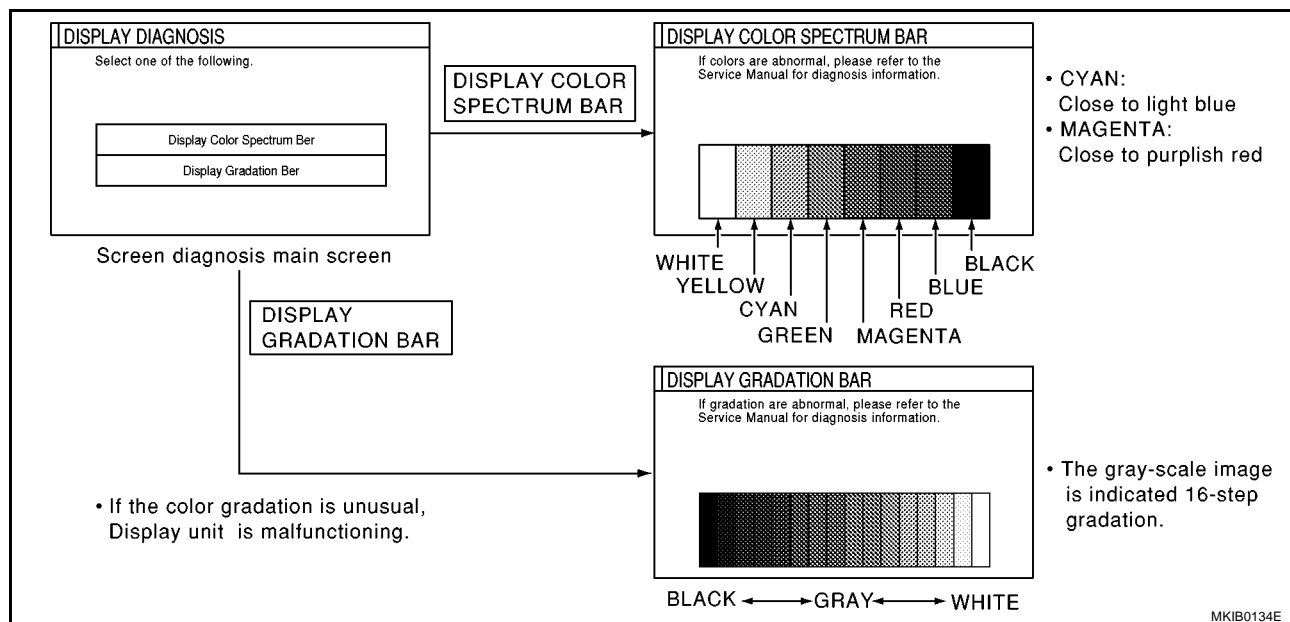 DISPLAY DIAGNOSIS
Select one of the following.
Display Color Spectrum Ber
Display Gradation Ber
Screen diagnosis main screen
DISPLAY COLOR
SPECTRUM BAR
DISPLAY COLOR SPECTRUM BAR
If colors are abnormal, please refer to the
Service Manual for diagnosis information.
WHITE
YELLOW
CYAN
GREEN
MAGENTA
RED
BLUE
BLACK
• CYAN:
Close to light blue
• MAGENTA:
Close to purplish red
DISPLAY
GRADATION BAR
• If the color gradation is unusual,
Display unit is malfunctioning.
DISPLAY GRADATION BAR
If gradation are abnormal, please refer to the
Service Manual for diagnosis information.
BLACK GRAY WHITE
• The gray-scale image
is indicated 16-step
gradation.
MKIB0134E